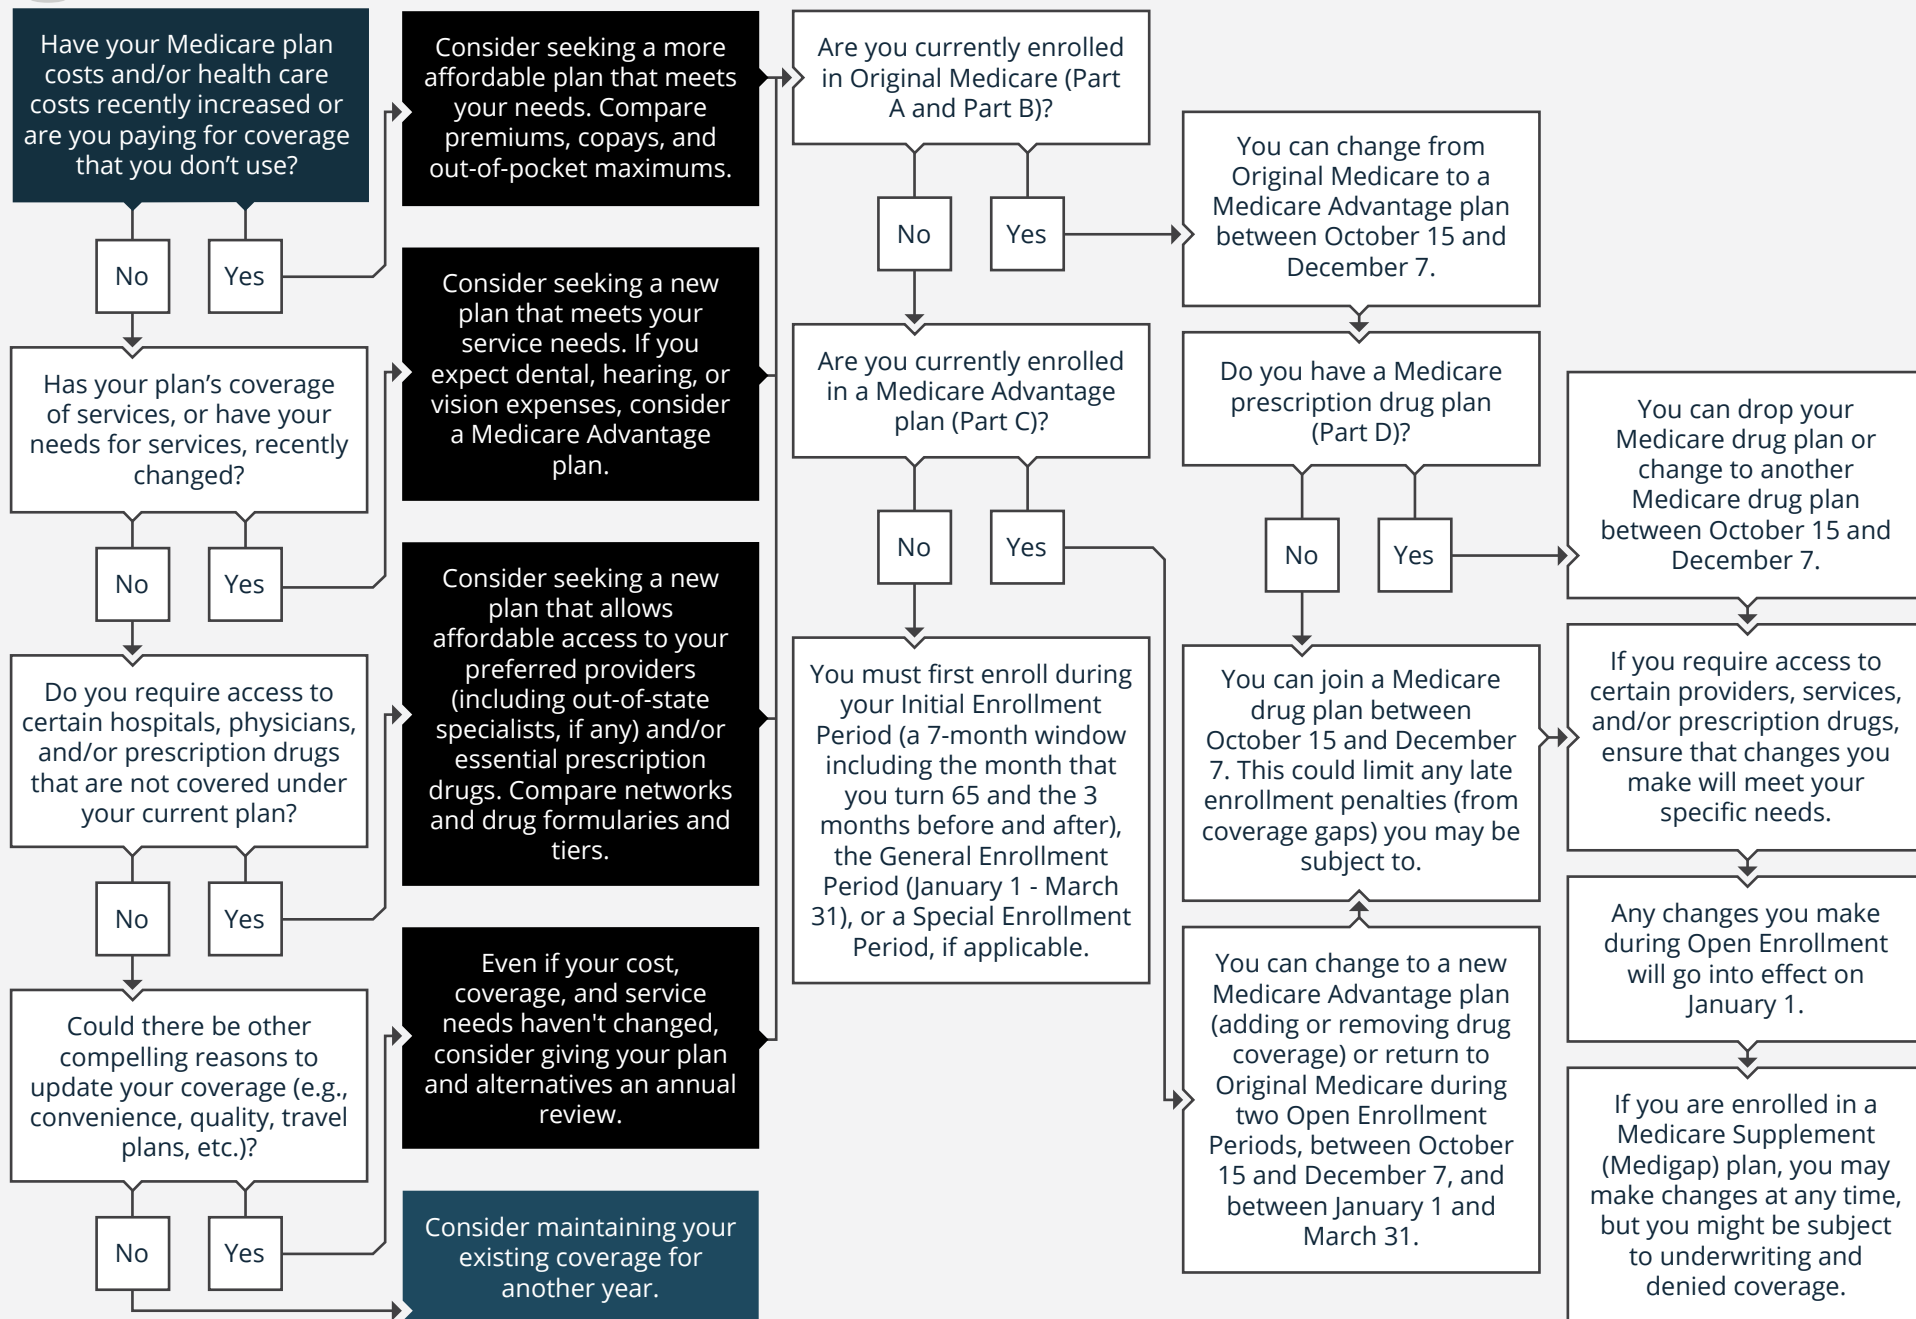 Have your Medicare plan
costs and/or health care
costs recently increased or
are you paying for coverage
that you don’t use?
No
Yes
Has your plan’s coverage
of services, or have your
needs for services, recently
changed?
No
Yes
Do you require access to
certain hospitals, physicians,
and/or prescription drugs
that are not covered under
your current plan?
No
Yes
Could there be other
compelling reasons to
update your coverage (e.g.,
convenience, quality, travel
plans, etc.)?
No
Yes
Consider seeking a more
affordable plan that meets
your needs. Compare
premiums, copays, and
out-of-pocket maximums.
Consider seeking a new
plan that meets your
service needs. If you
expect dental, hearing, or
vision expenses, consider
a Medicare Advantage
plan.
Consider seeking a new
plan that allows
affordable access to your
preferred providers
(including out-of-state
specialists, if any) and/or
essential prescription
drugs. Compare networks
and drug formularies and
tiers.
Even if your cost,
coverage, and service
needs haven't changed,
consider giving your plan
and alternatives an annual
review.
Consider maintaining your
existing coverage for
another year.
Are you currently enrolled
in Original Medicare (Part
A and Part B)?
No
Yes
Are you currently enrolled
in a Medicare Advantage
plan (Part C)?
No
Yes
You must first enroll during
your Initial Enrollment
Period (a 7-month window
including the month that
you turn 65 and the 3
months before and after),
the General Enrollment
Period (January 1 - March
31), or a Special Enrollment
Period, if applicable.
You can change from
Original Medicare to a
Medicare Advantage plan
between October 15 and
December 7.
Do you have a Medicare
prescription drug plan
(Part D)?
No
Yes
You can join a Medicare
drug plan between
October 15 and December
7. This could limit any late
enrollment penalties (from
coverage gaps) you may be
subject to.
You can change to a new
Medicare Advantage plan
(adding or removing drug
coverage) or return to
Original Medicare during
two Open Enrollment
Periods, between October
15 and December 7, and
between January 1 and
March 31.
You can drop your
Medicare drug plan or
change to another
Medicare drug plan
between October 15 and
December 7.
If you require access to
certain providers, services,
and/or prescription drugs,
ensure that changes you
make will meet your
specific needs.
Any changes you make
during Open Enrollment
will go into effect on
January 1.
If you are enrolled in a
Medicare Supplement
(Medigap) plan, you may
make changes at any time,
but you might be subject
to underwriting and
denied coverage.